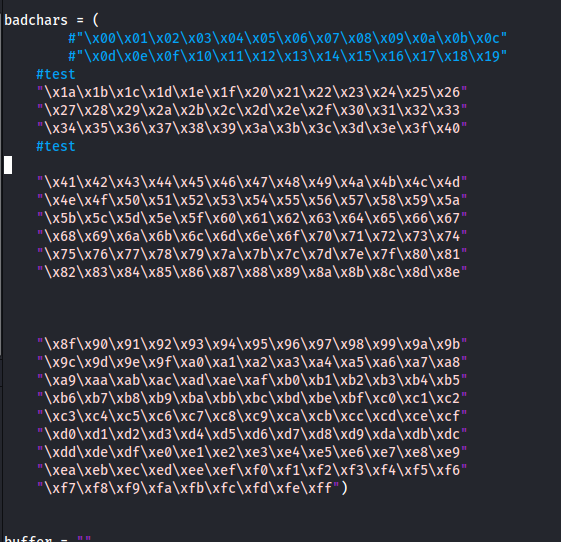 badchars = (
#"\x00\x01\x02\x03\x04\x05\x06\x07\x08\x09\x0a\x0b\x0c"
#"\x0d\x0e\x0f\x10\x11\x12\x13\x14\x15\x16\x17\x18\x19"
#test
"\x1a\x1b\x1c\x1d\x1e\x1f\x20\x21\x22\x23\x24\x25\x26"
"\x27\x28\x29\x2a\x2b\x2c\x2d\x2e\x2f\x30\x31\x32\x33"
"\x34\x35\x36\x37\x38\x39\x3a\x3b\x3c\x3d\x3e\x3f\x40"
#test
"\x41\x42\x43\x44\x45\x46\x47\x48\x49\x4a\x4b\x4c\x4d"
"\x4e\x4f\x50\x51\x52\x53\x54\x55\x56\x57\x58\x59\x5a"
"\x5b\x5c\x5d\x5e\x5f\x60\x61\x62\x63\x64\x65\x66\x67"
"\x68\x69\x6a\x6b\x6c\x6d\x6e\x6f\x70\x71\x72\x73\x74"
"\x75\x76\x77\x78\x79\x7a\x7b\x7c\x7d\x7e\x7f\x80\x81"
"\x82\x83\x84\x85\x86\x87\x88\x89\x8a\x8b\x8c\x8d\x8e"
"\x8f\x90\x91\x92\x93\x94\x95\x96\x97\x98\x99\x9a\x9b"
"\x9c\x9d\x9e\x9f\xa0\xa1\xa2\xa3\xa4\xa5\xa6\xa7\xa8"
"\xa9\xaa\xab\xac\xad\xae\xaf\xb0\xb1\xb2\xb3\xb4\xb5"
"\xb6\xb7\xb8\xb9\xba\xbb\xbc\xbd\xbe\xbf\xc0\xc1\xc2"
"\xc3\xc4\xc5\xc6\xc7\xc8\xc9\xca\xcb\xcc\xcd\xce\xcf"
"\xd0\xd1\xd2\xd3\xd4\xd5\xd6\xd7\xd8\xd9\xda\xdb\xdc"
"\xdd\xde\xdf\xe0\xe1\xe2\xe3\xe4\xe5\xe6\xe7\xe8\xe9"
"\xea\xeb\xec\xed\xee\xef\xf0\xf1\xf2\xf3\xf4\xf5\xf6"
"\xf7\xf8\xf9\xfa\xfb\xfc\xfd\xfe\xff")
buffer = ""